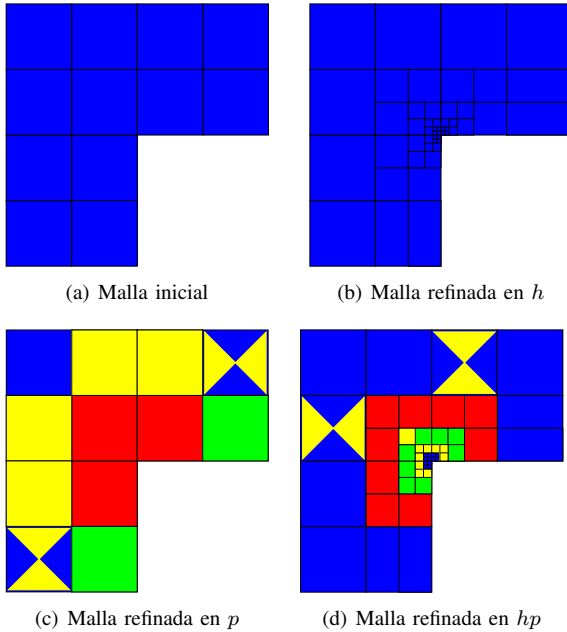 (a) Malla inicial
(b) Malla refinada en h
(c) Malla refinada en p
(d) Malla refinada en hp